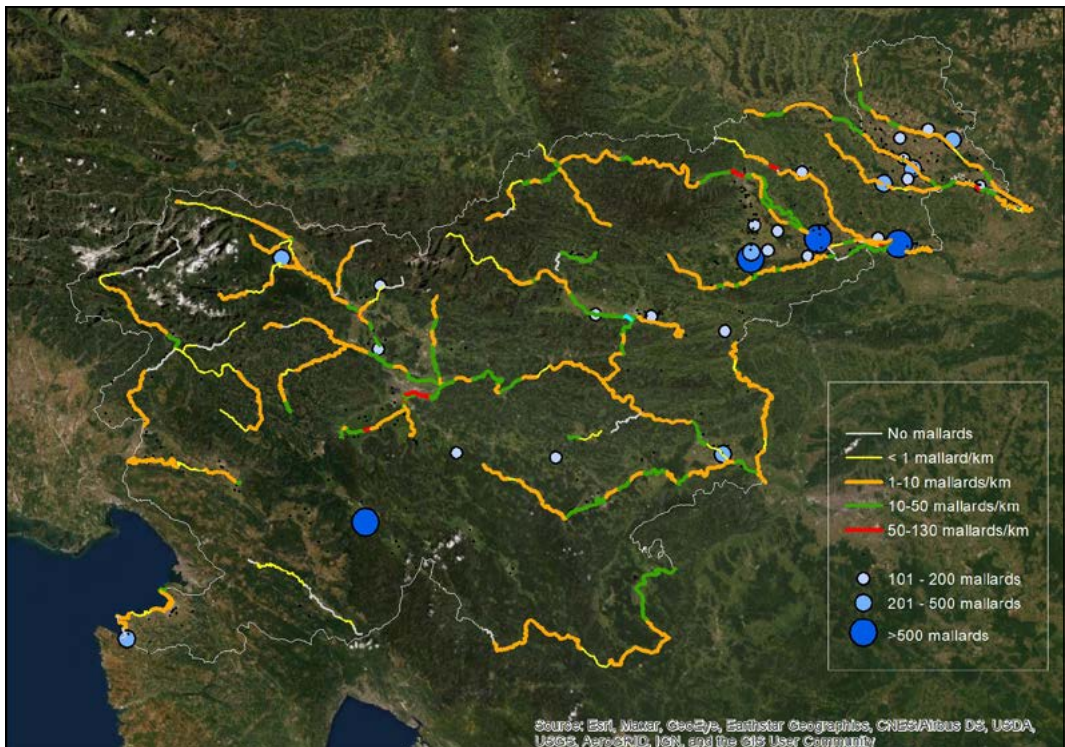 No mallards
< 1 mallard/km
1-10 mallards/km
10-50 mallards/km
50-130 mallards/km
101 - 200 mallards
201 - 500 mallards
>500 mallards
Source: Esri, Maxar, GeoEye, Earthstar Geographics, CNES/Airbus DS, USDA,
USGS, AeroGRID, IGN, and the GIS User Community